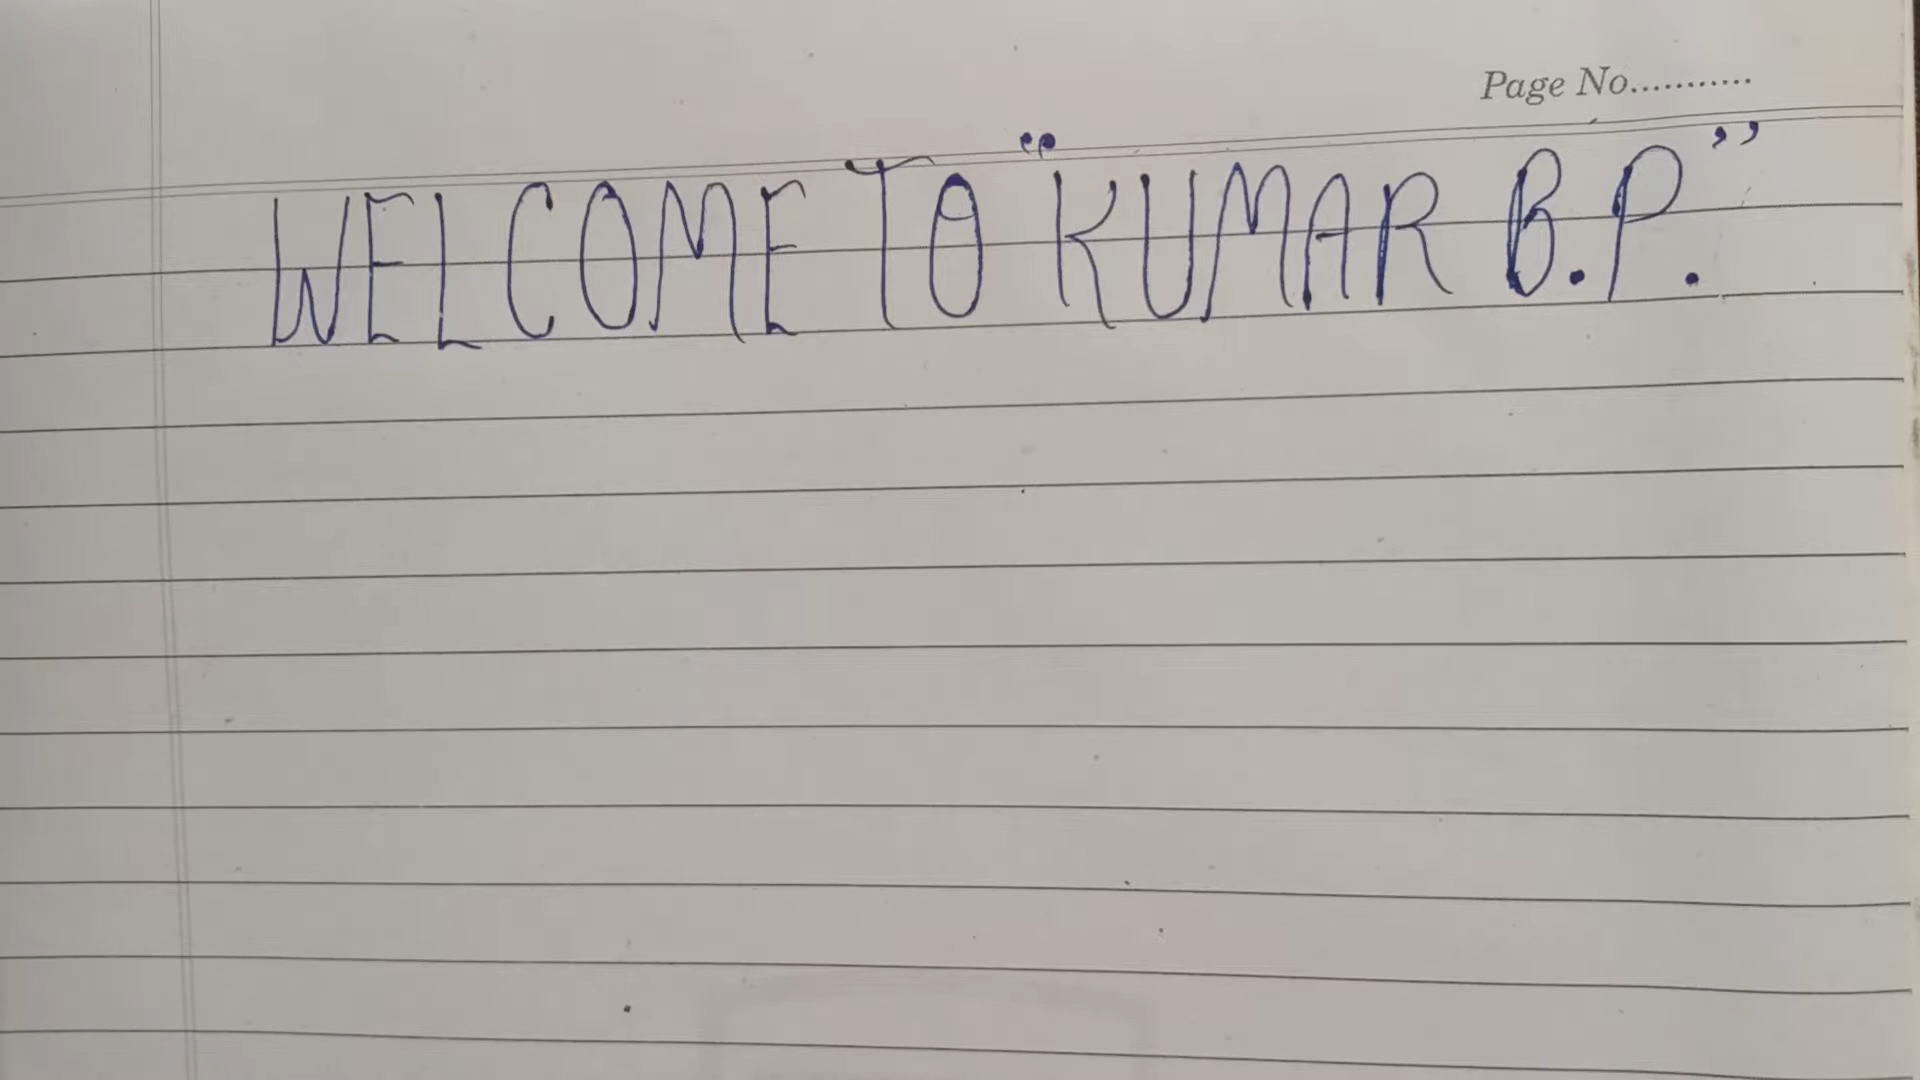 Page No...........
WELCOME TO “KUMAR B.P.”